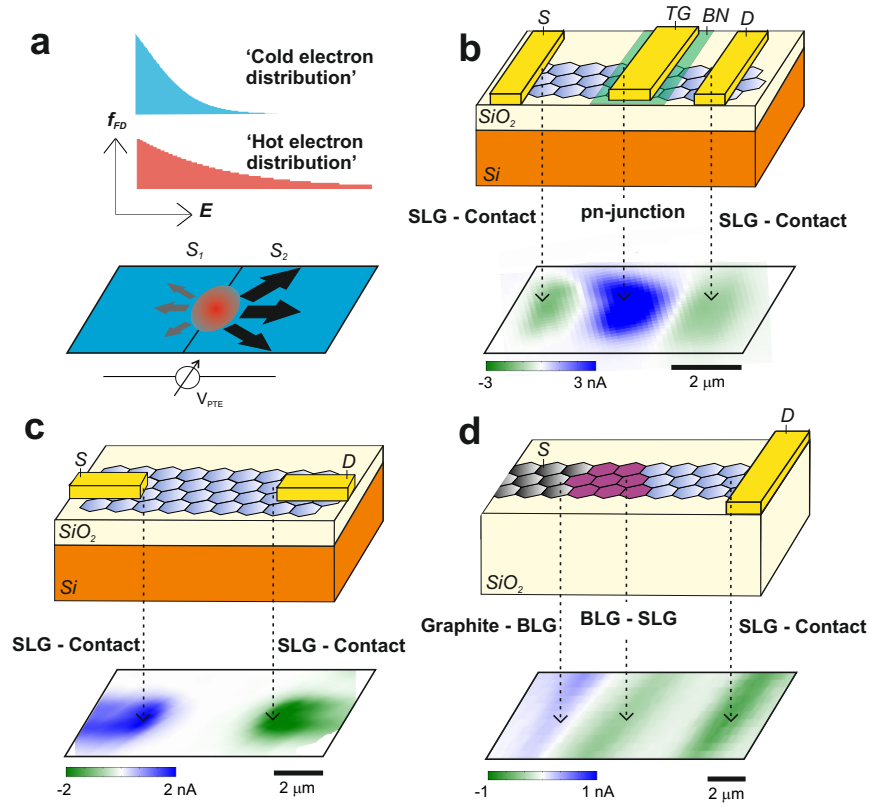 a
'Cold electron
distribution'
f_FD
'Hot electron
distribution'
E
S₁ S₂
V_PTE
b
S TG BN D
SiO₂
Si
SLG - Contact
pn-junction
SLG - Contact
-3 3 nA
2 μm
c
S D
SiO₂
Si
SLG - Contact
SLG - Contact
-2 2 nA
2 μm
d
S D
SiO₂
Graphite - BLG
BLG - SLG
SLG - Contact
-1 1 nA
2 μm